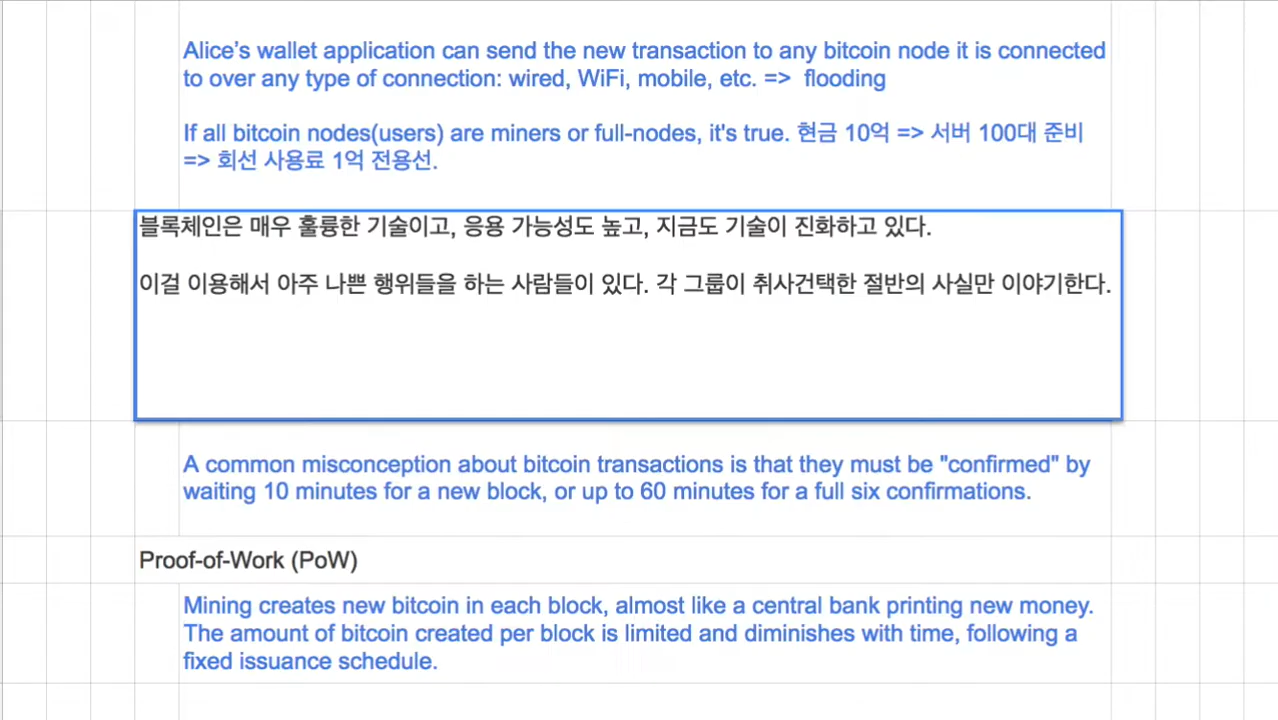 Alice’s wallet application can send the new transaction to any bitcoin node it is connected
to over any type of connection: wired, WiFi, mobile, etc. =>  flooding
If all bitcoin nodes(users) are miners or full-nodes, it's true. 현금 10억 => 서버 100대 준비
=> 회선 사용료 1억 전용선.
블록체인은 매우 훌륭한 기술이고, 응용 가능성도 높고, 지금도 기술이 진화하고 있다.
이걸 이용해서 아주 나쁜 행위들을 하는 사람들이 있다. 각 그룹이 취사건택한 절반의 사실만 이야기한다.
A common misconception about bitcoin transactions is that they must be "confirmed" by
waiting 10 minutes for a new block, or up to 60 minutes for a full six confirmations.
Proof-of-Work (PoW)
Mining creates new bitcoin in each block, almost like a central bank printing new money.
The amount of bitcoin created per block is limited and diminishes with time, following a
fixed issuance schedule.